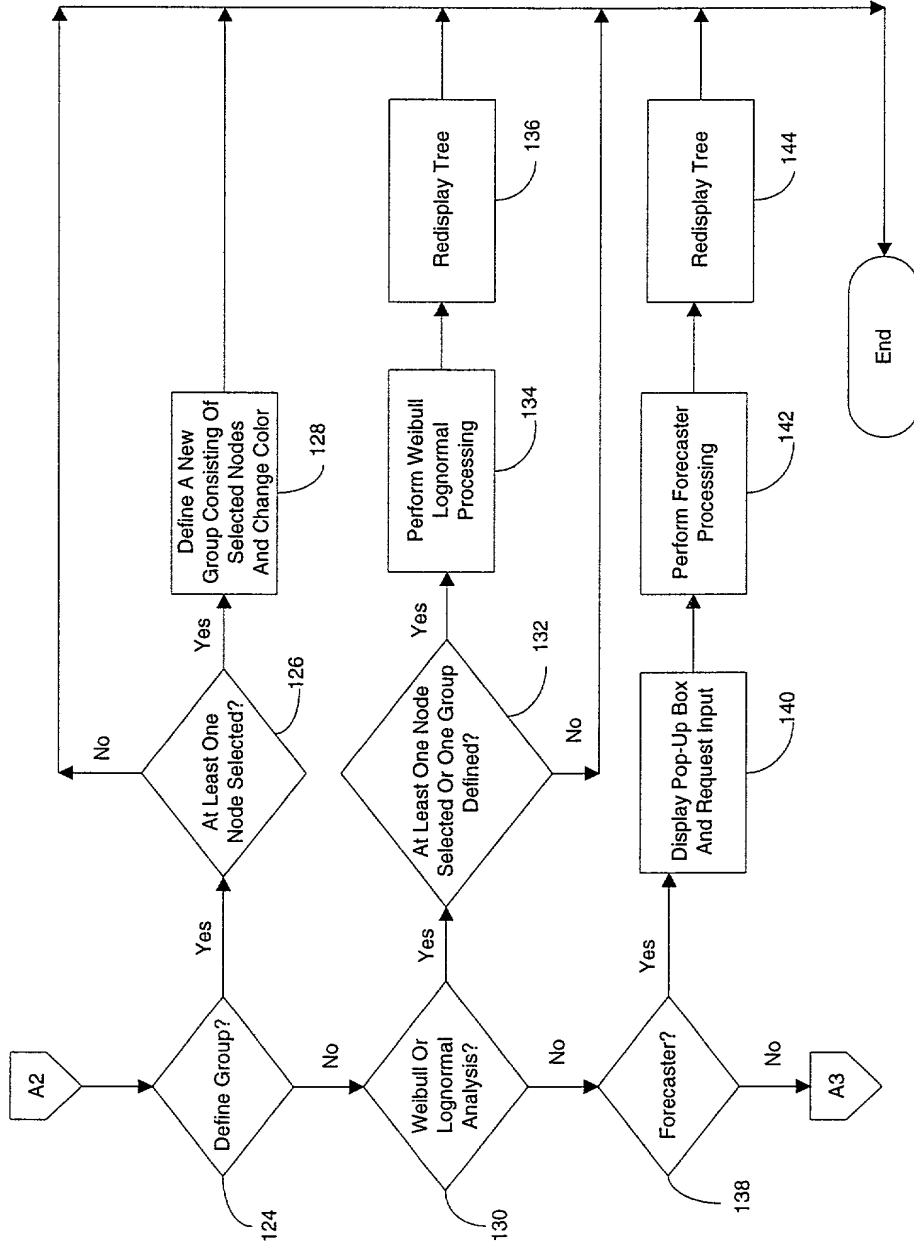 A2
Define Group?
124
Yes
No
At Least One
Node Selected?
126
No
Yes
Define A New
Group Consisting Of
Selected Nodes
And Change Color
128
Weibull Or
Lognormal
Analysis?
130
Yes
No
At Least One Node
Selected Or One Group
Defined?
132
Yes
No
Perform Weibull
Lognormal
Processing
134
Redisplay Tree
136
Forecaster?
138
Yes
No
Display Pop-Up Box
And Request Input
140
Perform Forecaster
Processing
142
Redisplay Tree
144
A3
End